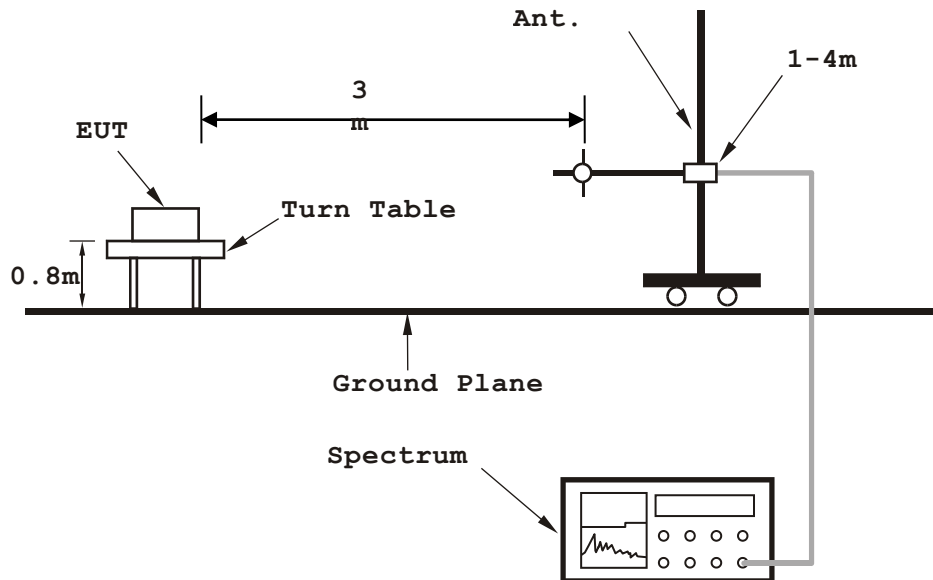 Ant.
1-4m
3
m
EUT
Turn Table
0.8m
Ground Plane
Spectrum